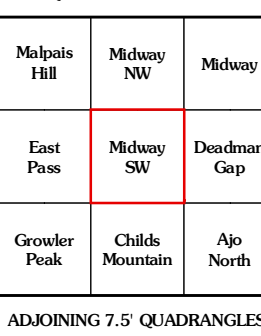 Malpais
Hill
Midway
NW
Midway
East
Pass
Midway
SW
Deadman
Gap
Growler
Peak
Childs
Mountain
Ajo
North
ADJOINING 7.5' QUADRANGLES